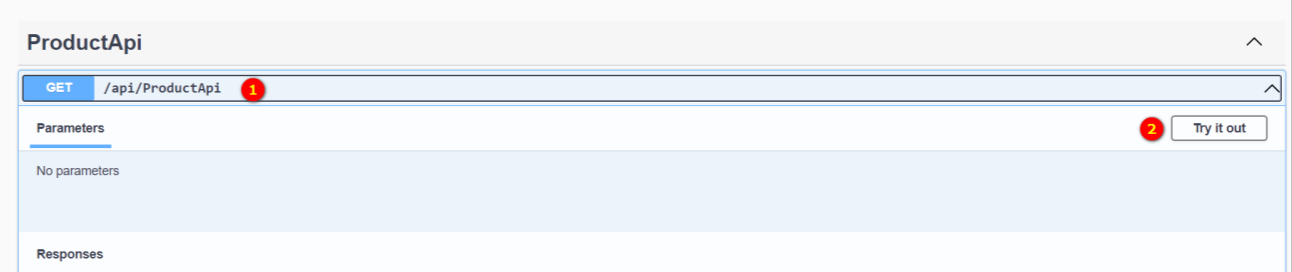 ProductApi
GET /api/ProductApi 1
Parameters 2 Try it out
No parameters
Responses